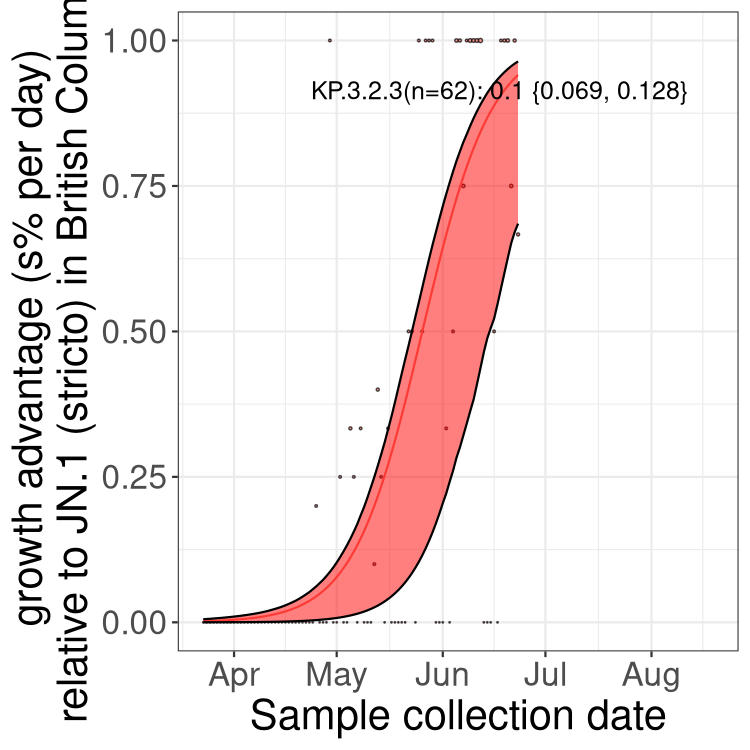 growth advantage (s% per day)
relative to JN.1 (stricto) in British Colum
1.00
0.75
0.50
0.25
0.00
KP.3.2.3(n=62): 0.1 {0.069, 0.128}
Apr May Jun Jul Aug
Sample collection date